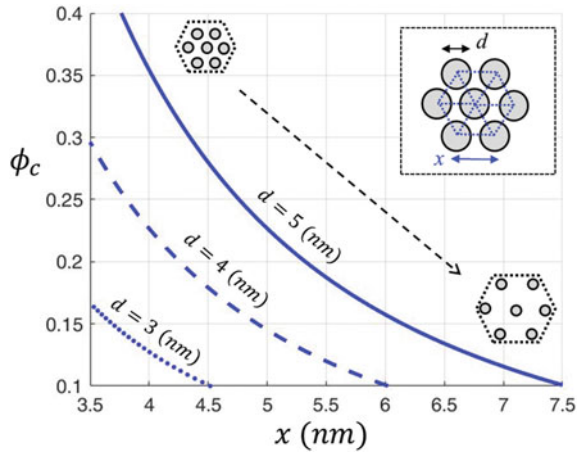 0.4
0.35
0.3
0.25
0.2
0.15
0.1
ϕc
d
x
d = 5 (nm)
d = 4 (nm)
d = 3 (nm)
3.5 4 4.5 5 5.5 6 6.5 7 7.5
x (nm)